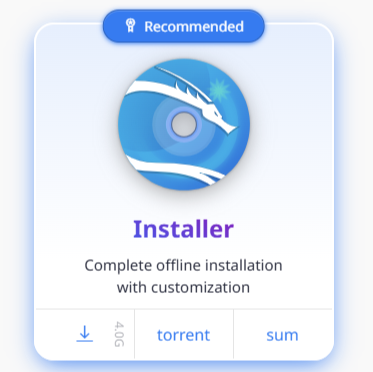 Recommended
Installer
Complete offline installation
with customization
4.0G
torrent
sum